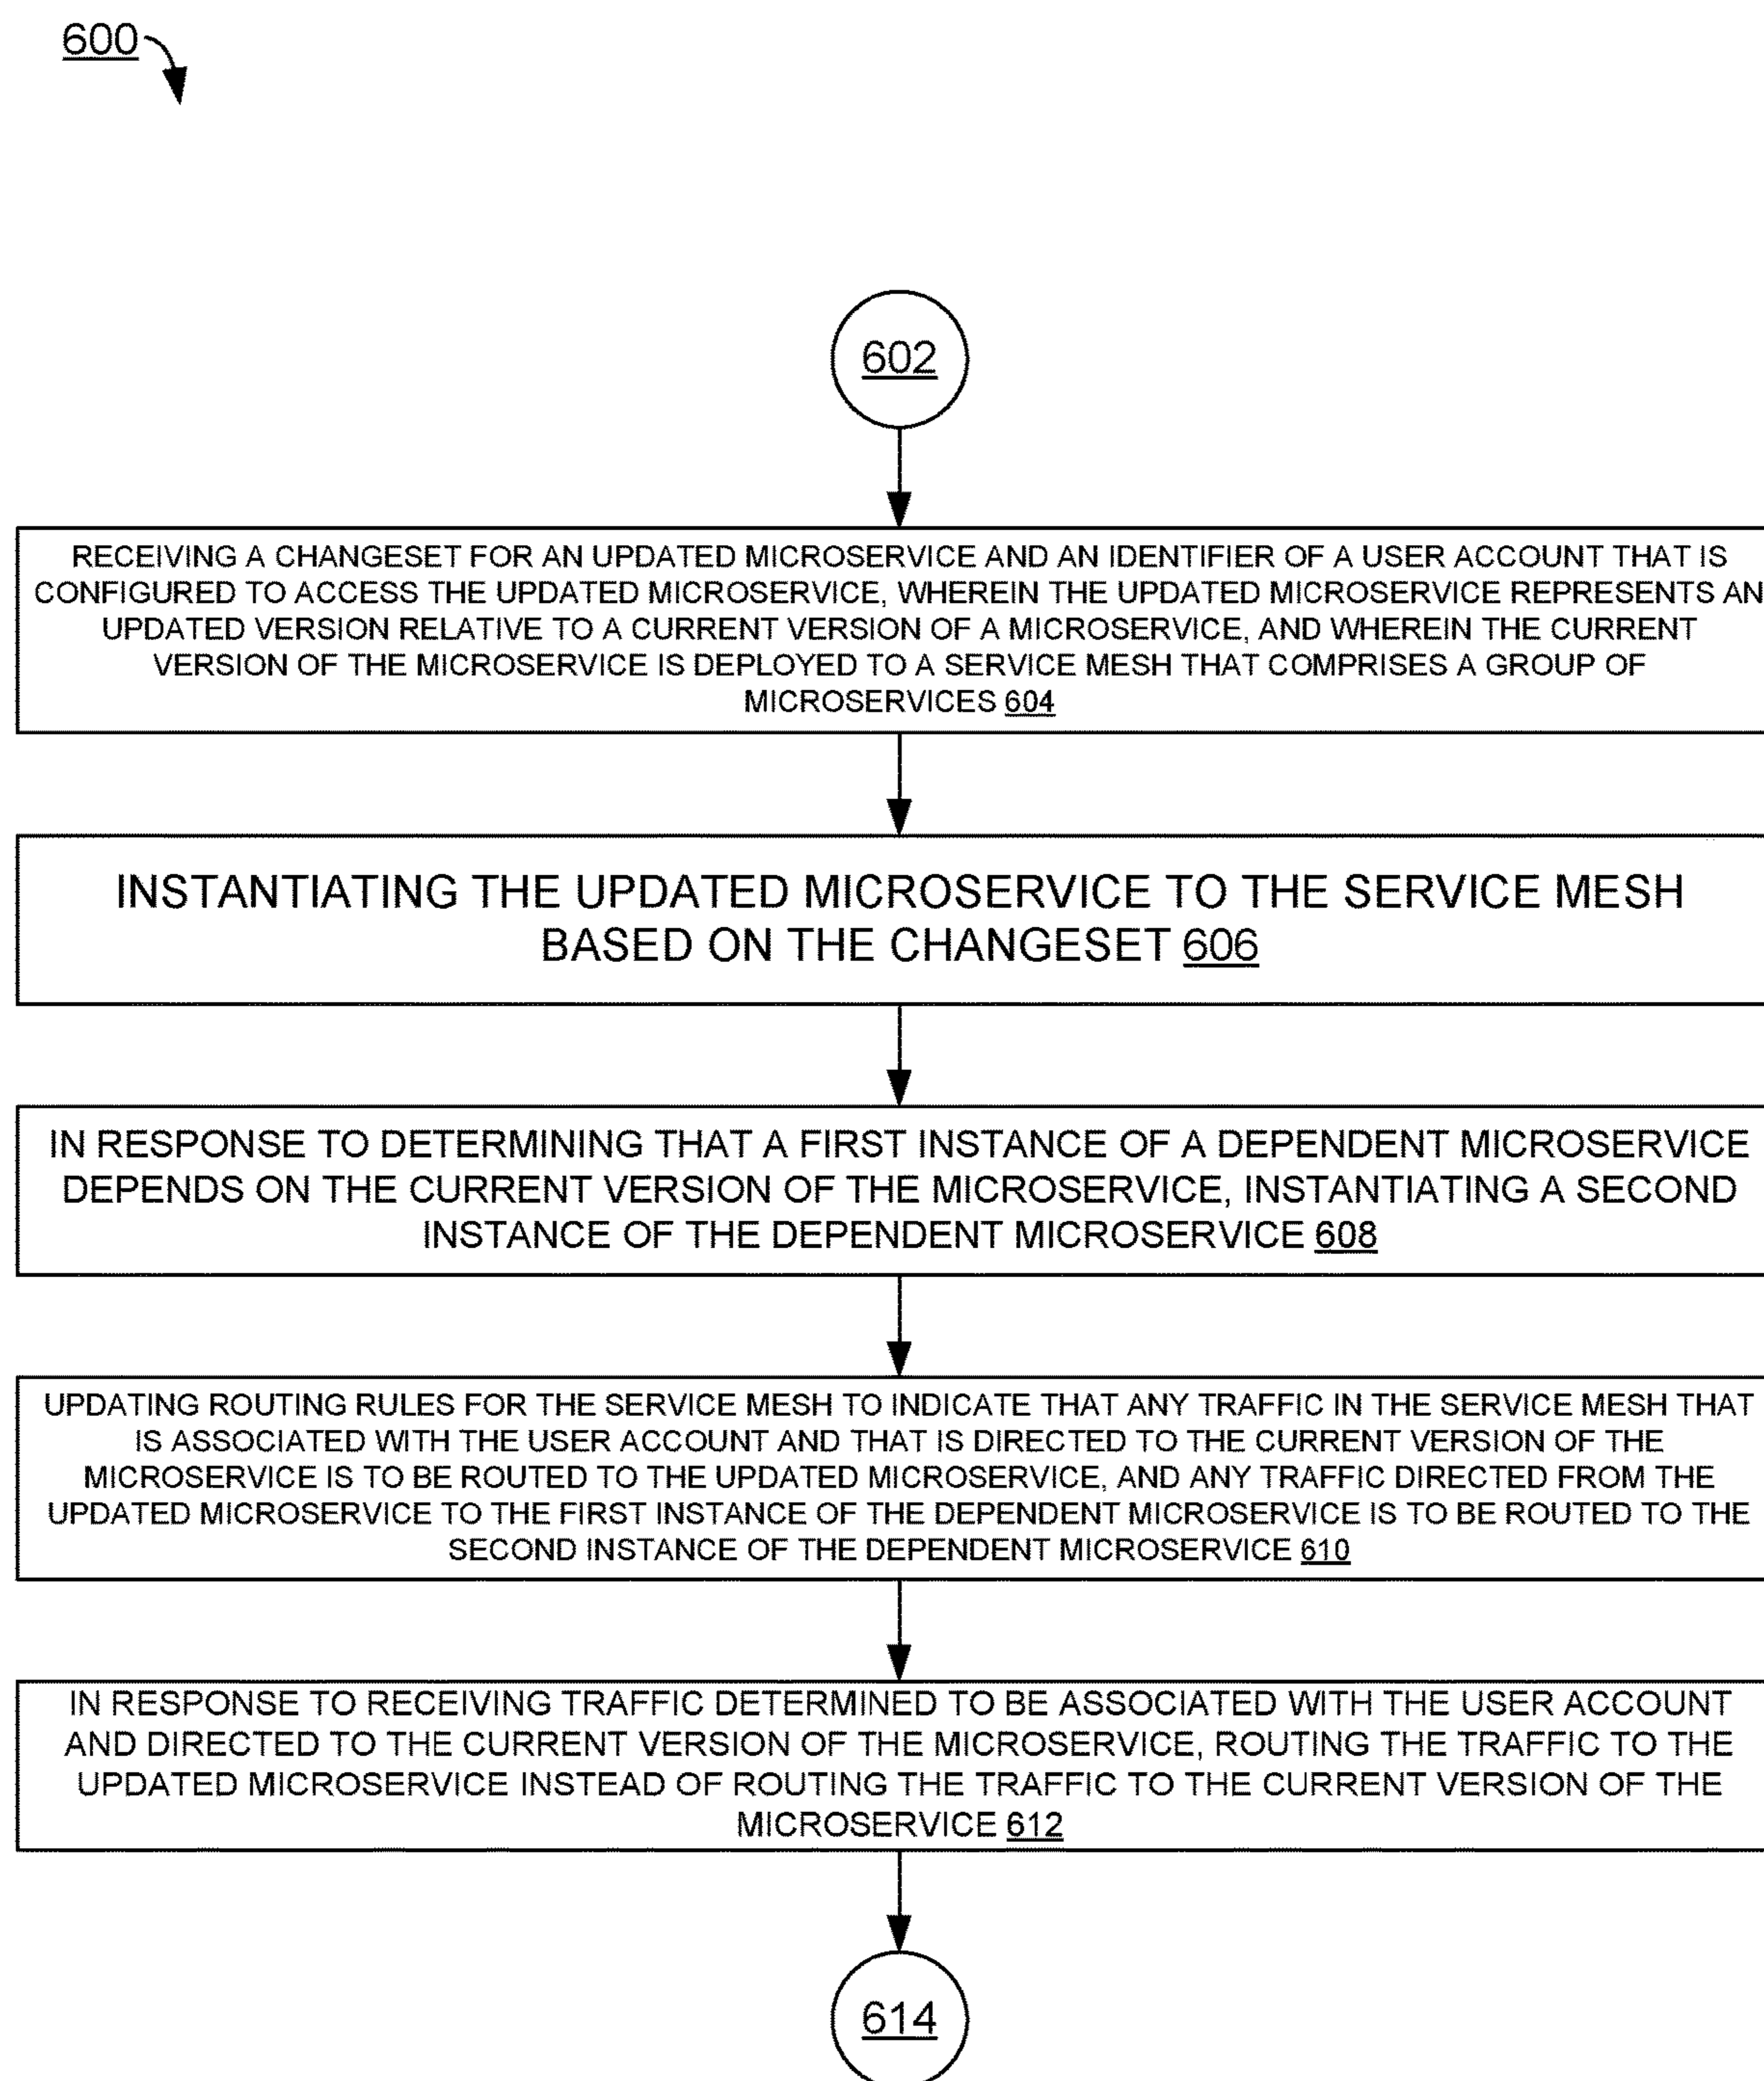 600
602
RECEIVING A CHANGESET FOR AN UPDATED MICROSERVICE AND AN IDENTIFIER OF A USER ACCOUNT THAT IS
CONFIGURED TO ACCESS THE UPDATED MICROSERVICE, WHEREIN THE UPDATED MICROSERVICE REPRESENTS AN
UPDATED VERSION RELATIVE TO A CURRENT VERSION OF A MICROSERVICE, AND WHEREIN THE CURRENT
VERSION OF THE MICROSERVICE IS DEPLOYED TO A SERVICE MESH THAT COMPRISES A GROUP OF
MICROSERVICES 604
INSTANTIATING THE UPDATED MICROSERVICE TO THE SERVICE MESH
BASED ON THE CHANGESET 606
IN RESPONSE TO DETERMINING THAT A FIRST INSTANCE OF A DEPENDENT MICROSERVICE
DEPENDS ON THE CURRENT VERSION OF THE MICROSERVICE, INSTANTIATING A SECOND
INSTANCE OF THE DEPENDENT MICROSERVICE 608
UPDATING ROUTING RULES FOR THE SERVICE MESH TO INDICATE THAT ANY TRAFFIC IN THE SERVICE MESH THAT
IS ASSOCIATED WITH THE USER ACCOUNT AND THAT IS DIRECTED TO THE CURRENT VERSION OF THE
MICROSERVICE IS TO BE ROUTED TO THE UPDATED MICROSERVICE, AND ANY TRAFFIC DIRECTED FROM THE
UPDATED MICROSERVICE TO THE FIRST INSTANCE OF THE DEPENDENT MICROSERVICE IS TO BE ROUTED TO THE
SECOND INSTANCE OF THE DEPENDENT MICROSERVICE 610
IN RESPONSE TO RECEIVING TRAFFIC DETERMINED TO BE ASSOCIATED WITH THE USER ACCOUNT
AND DIRECTED TO THE CURRENT VERSION OF THE MICROSERVICE, ROUTING THE TRAFFIC TO THE
UPDATED MICROSERVICE INSTEAD OF ROUTING THE TRAFFIC TO THE CURRENT VERSION OF THE
MICROSERVICE 612
614